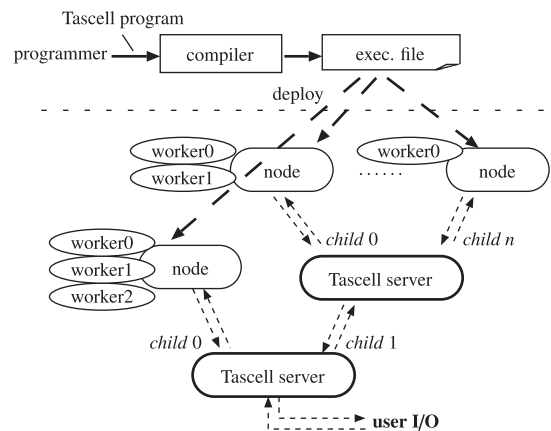 Tascell program
programmer
compiler
exec. file
deploy
worker0
worker1
node
worker0
......
node
worker0
worker1
worker2
node
child 0
child n
Tascell server
child 0
child 1
Tascell server
user I/O